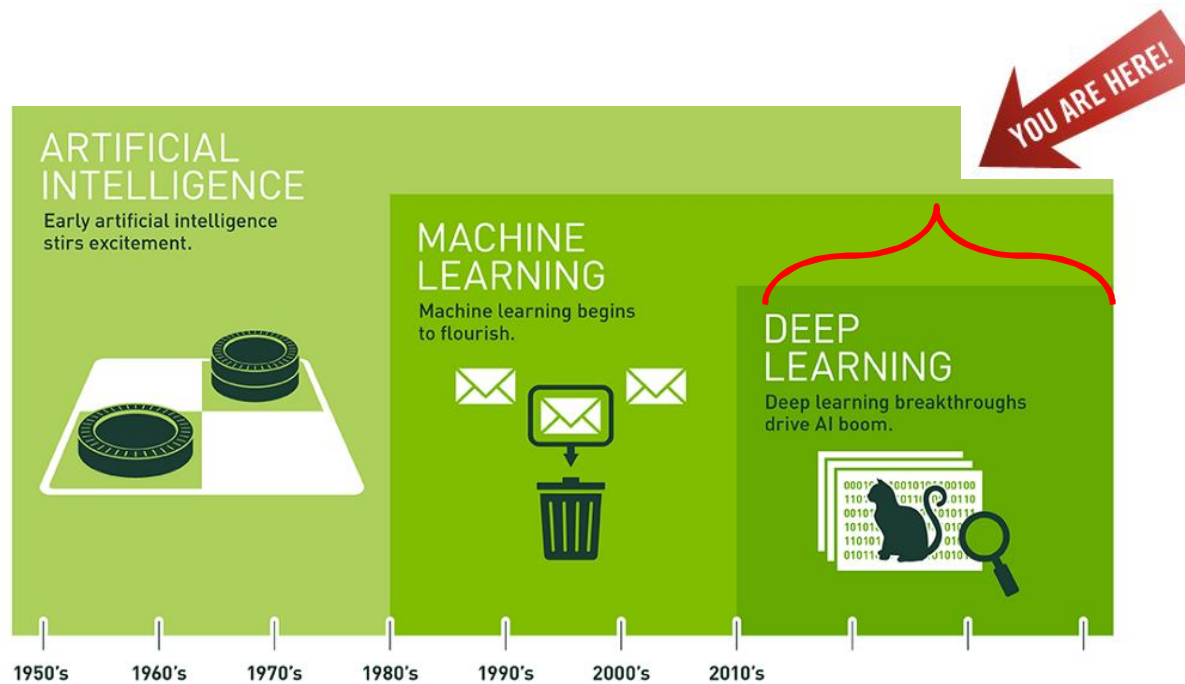 YOU ARE HERE!
ARTIFICIAL
INTELLIGENCE
Early artificial intelligence
stirs excitement.
MACHINE
LEARNING
Machine learning begins
to flourish.
DEEP
LEARNING
Deep learning breakthroughs
drive AI boom.
1950's 1960's 1970's 1980's 1990's 2000's 2010's